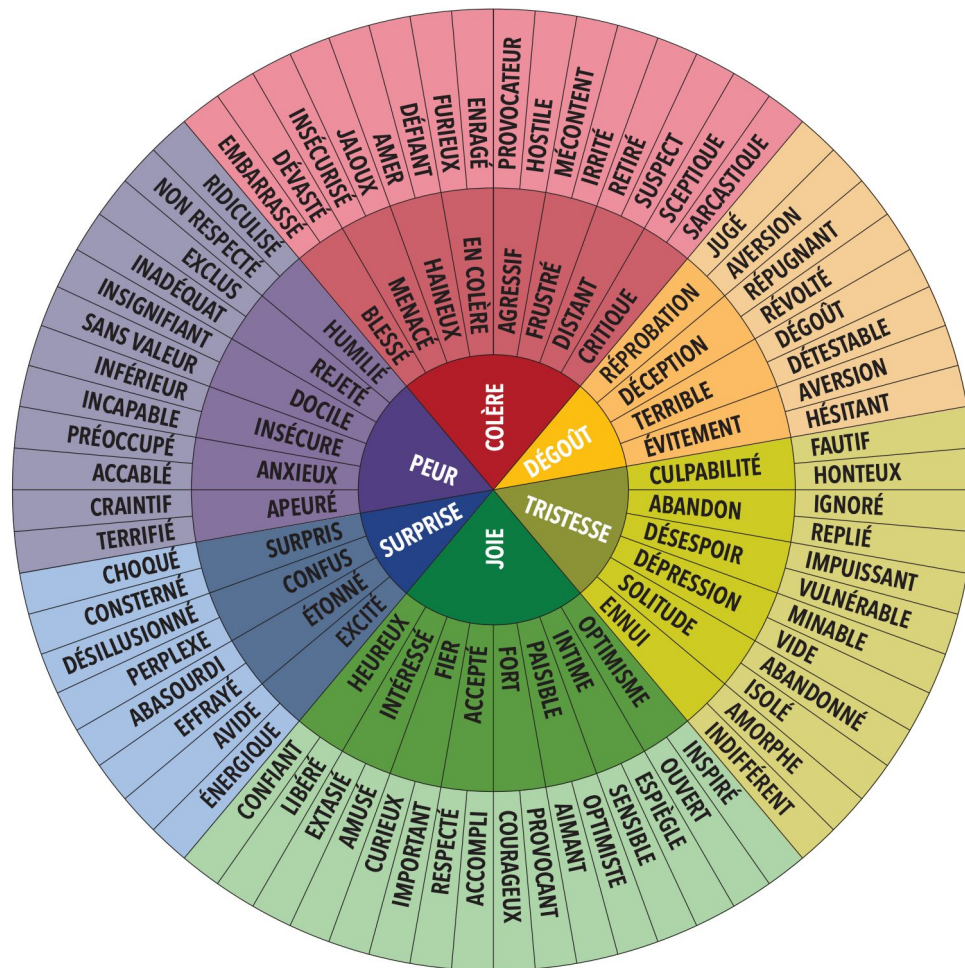 COLÈRE
DÉGOÛT
TRISTESSE
JOIE
SURPRISE
PEUR
BLESSÉ
MENACÉ
HAINEUX
EN COLÈRE
AGRESSIF
FRUSTRÉ
DISTANT
CRITIQUE
RÉPROBATION
DÉCEPTION
TERRIBLE
ÉVITEMENT
CULPABILITÉ
ABANDON
DÉSESPOIR
DÉPRESSION
SOLITUDE
ENNUI
OPTIMISME
INTIME
PAISIBLE
FORT
ACCEPTÉ
FIER
INTÉRESSÉ
HEUREUX
EXCITÉ
ÉTONNÉ
CONFUS
SURPRIS
APEURÉ
ANXIEUX
INSÉCURE
DOCILE
REJETÉ
HUMILIÉ
EMBARRASSÉ
DÉVASTÉ
INSÉCURISÉ
JALOUX
AMER
DÉFIANT
FURIEUX
ENRAGÉ
PROVOCATEUR
HOSTILE
MÉCONTENT
IRRITÉ
RETIRÉ
SUSPECT
SCEPTIQUE
SARCASTIQUE
JUGÉ
AVERSION
RÉPUGNANT
RÉVOLTÉ
DÉGOÛT
DÉTESTABLE
AVERSION
HÉSITANT
FAUTIF
HONTEUX
IGNORÉ
REPLIÉ
IMPUISSANT
VULNÉRABLE
MINABLE
VIDE
ABANDONNÉ
ISOLÉ
AMORPHE
INDIFFÉRENT
INSPIRÉ
OUVERT
ESPIÈGLE
SENSIBLE
OPTIMISTE
AIMANT
PROVOCANT
COURAGEUX
ACCOMPLI
RESPECTÉ
IMPORTANT
CURIEUX
AMUSÉ
EXTASIÉ
LIBÉRÉ
CONFIANT
ÉNERGIQUE
AVIDE
EFFRAYÉ
ABASOURDI
PERPLEXE
DÉSILLUSIONNÉ
CONSTERNÉ
CHOQUÉ
TERRIFIÉ
CRAINTIF
ACCABLÉ
PRÉOCCUPÉ
INCAPABLE
INFÉRIEUR
SANS VALEUR
INSIGNIFIANT
INADÉQUAT
EXCLUS
NON RESPECTÉ
RIDICULISÉ